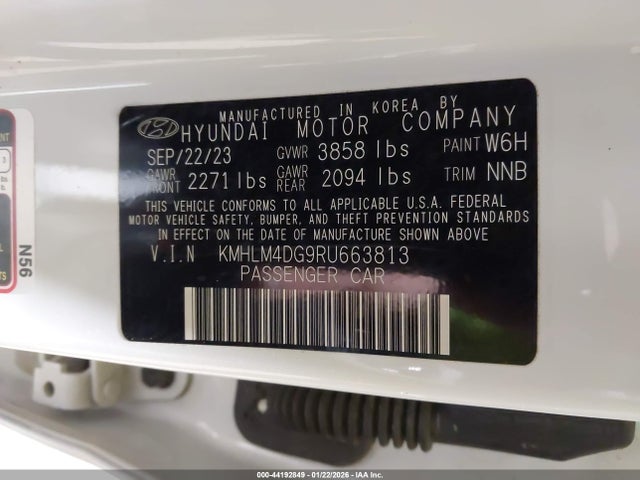 MANUFACTURED IN KOREA BY
HYUNDAI MOTOR COMPANY
SEP/22/23 GVWR 3858 lbs PAINT W6H
GAWR FRONT 2271 lbs GAWR REAR 2094 lbs TRIM NNB
THIS VEHICLE CONFORMS TO ALL APPLICABLE U.S.A. FEDERAL
MOTOR VEHICLE SAFETY, BUMPER, AND THEFT PREVENTION STANDARDS
IN EFFECT ON THE DATE OF MANUFACTURE SHOWN ABOVE
V.I.N KMHLM4DG9RU663813
PASSENGER CAR
N56
000-44192849 - 01/22/2026 - IAA Inc.